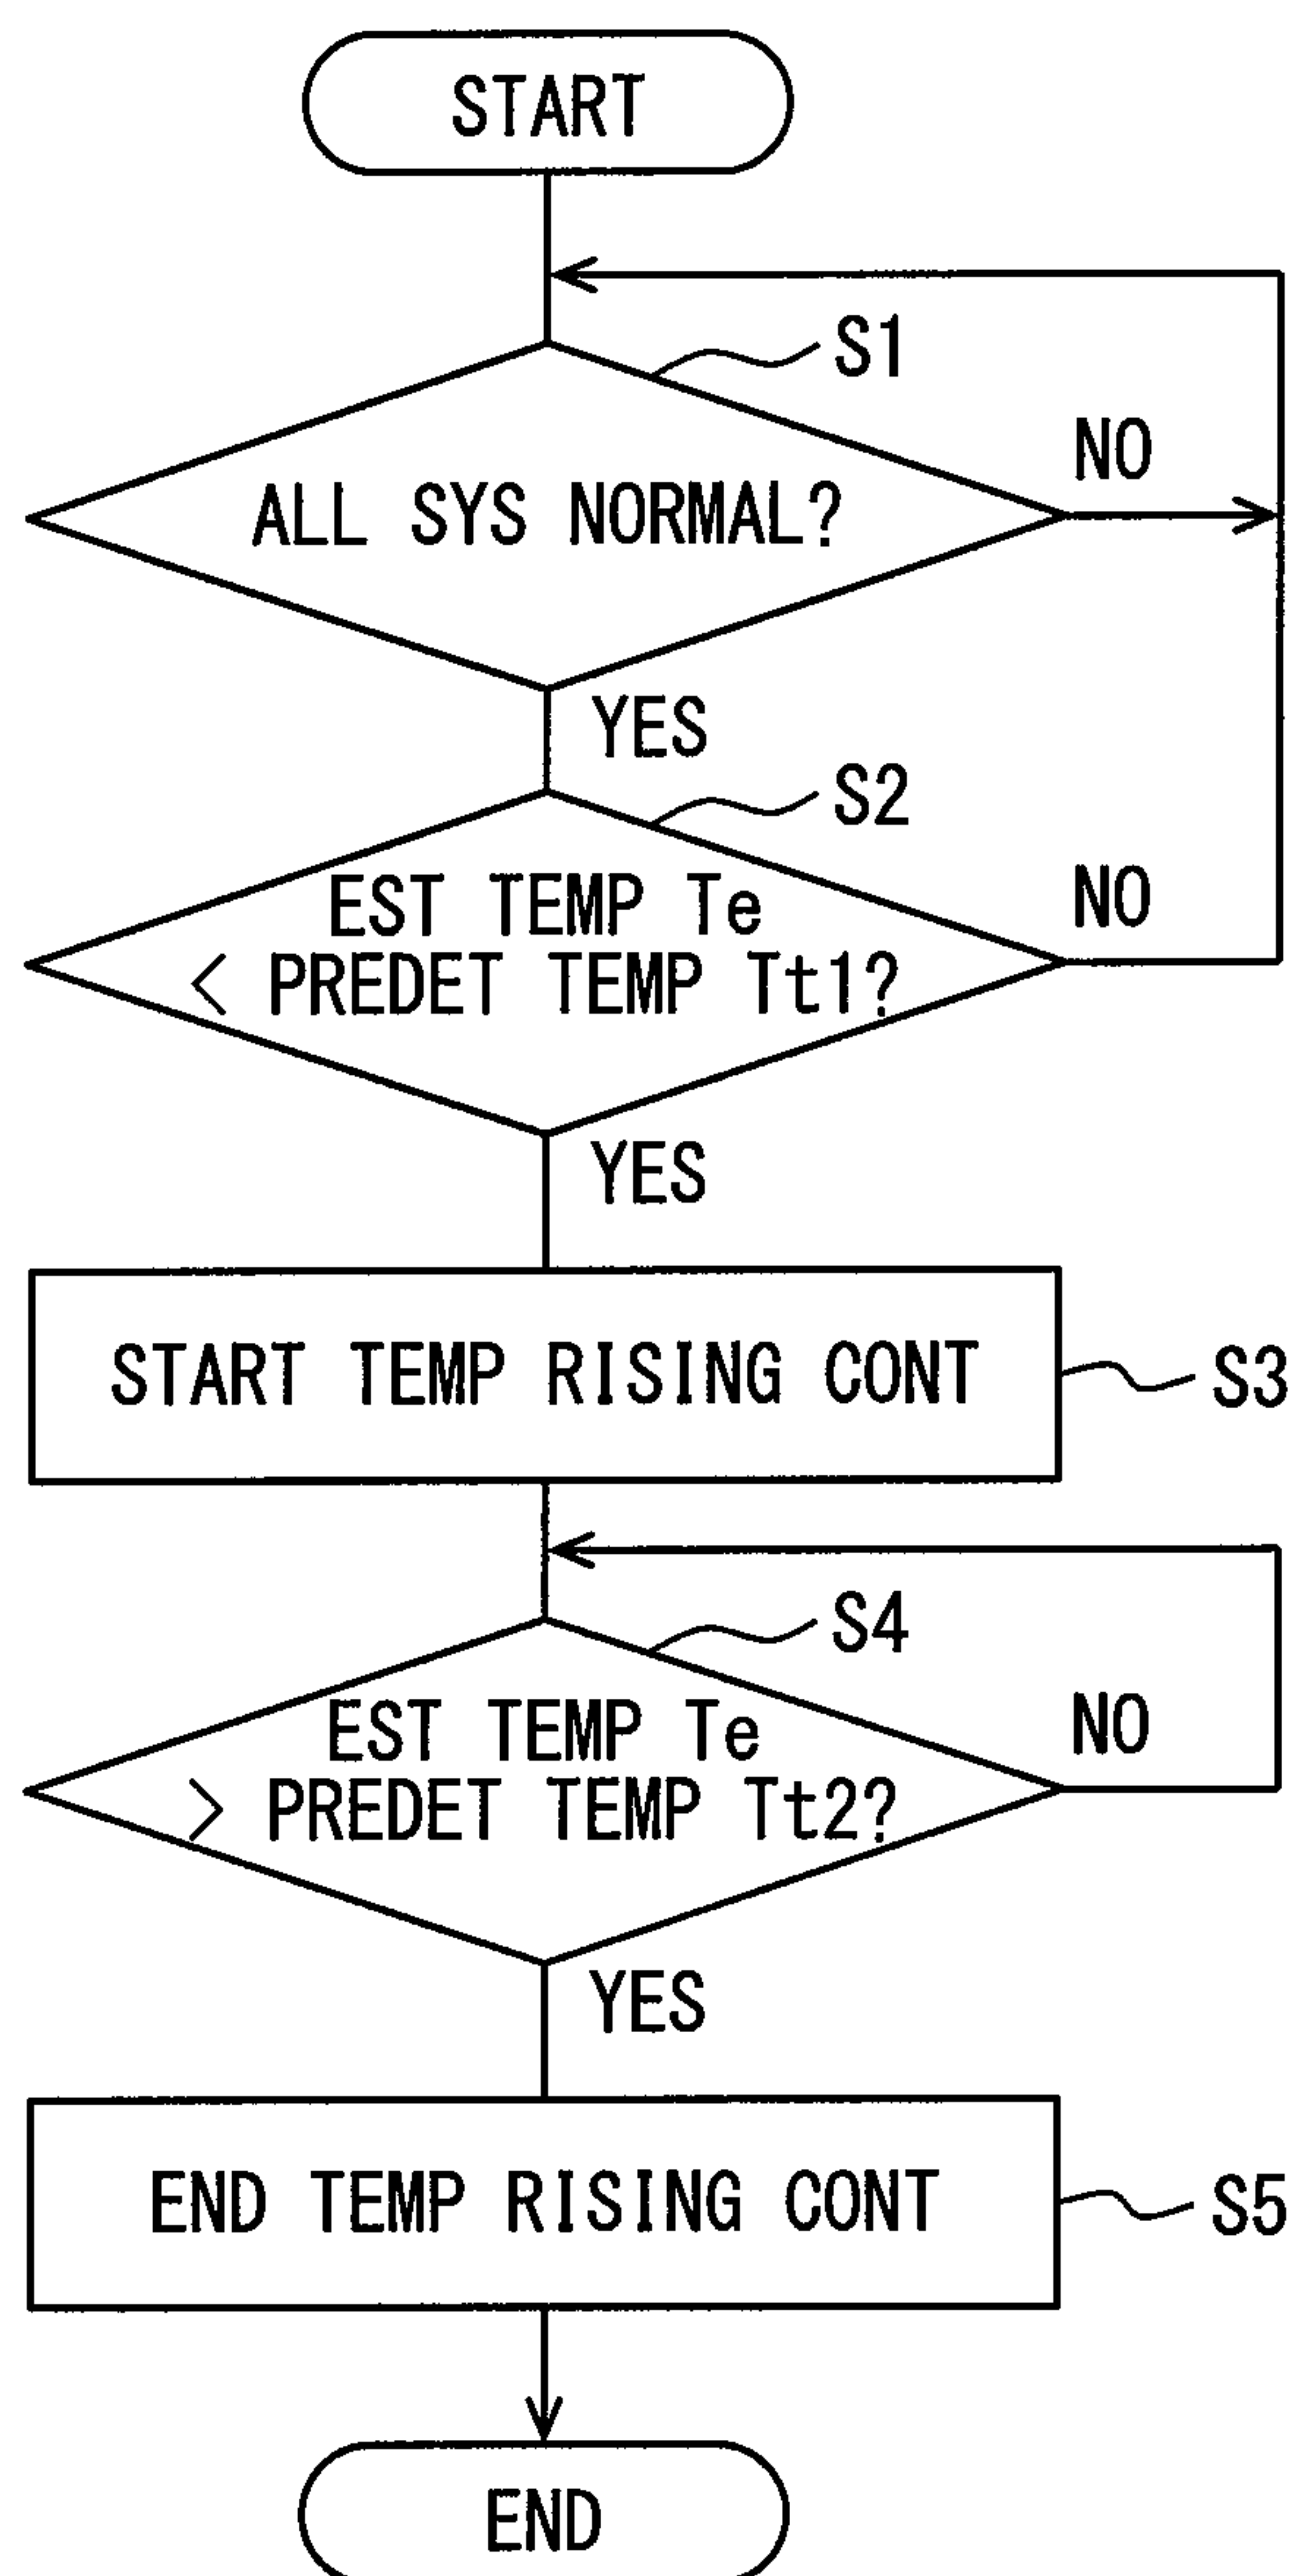 START
S1
NO
ALL SYS NORMAL?
YES
S2
EST TEMP Te
NO
< PREDET TEMP Tt1?
YES
START TEMP RISING CONT
S3
S4
EST TEMP Te
NO
> PREDET TEMP Tt2?
YES
END TEMP RISING CONT
S5
END